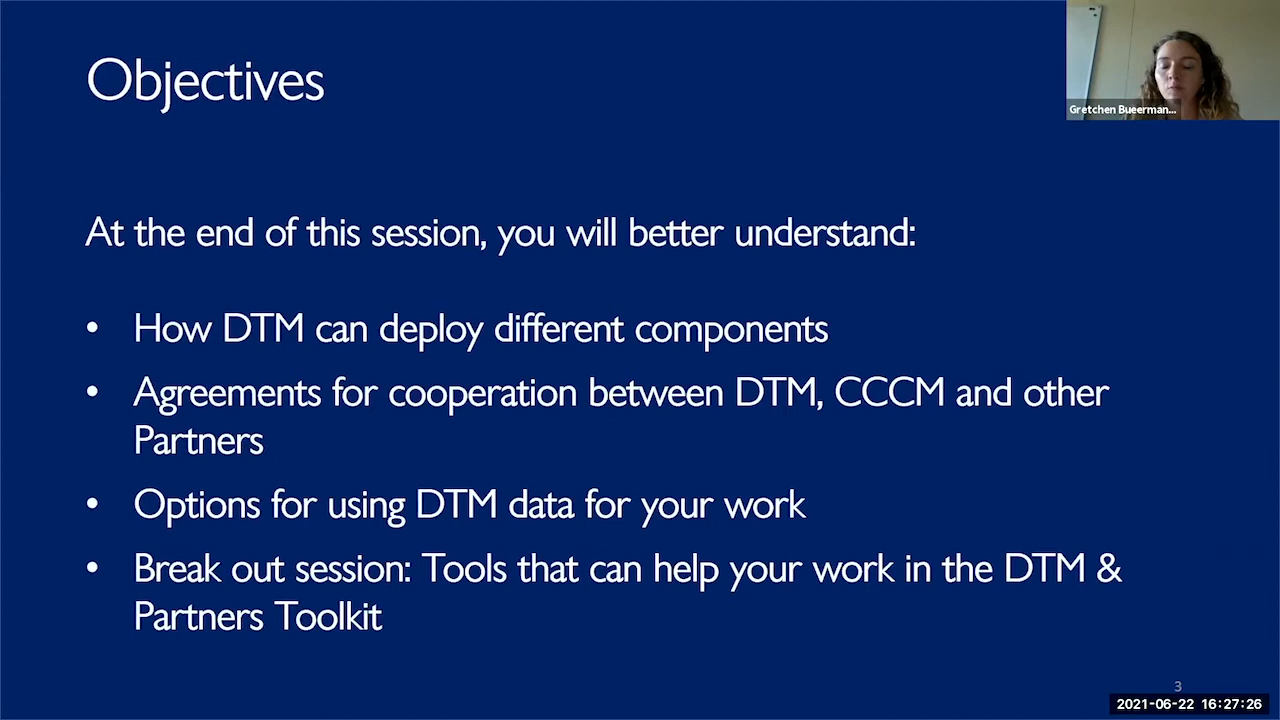 Objectives
Gretchen Bueerman...
At the end of this session, you will better understand:
• How DTM can deploy different components
• Agreements for cooperation between DTM, CCCM and other
Partners
• Options for using DTM data for your work
• Break out session: Tools that can help your work in the DTM &
Partners Toolkit
3
2021-06-22 16:27:26